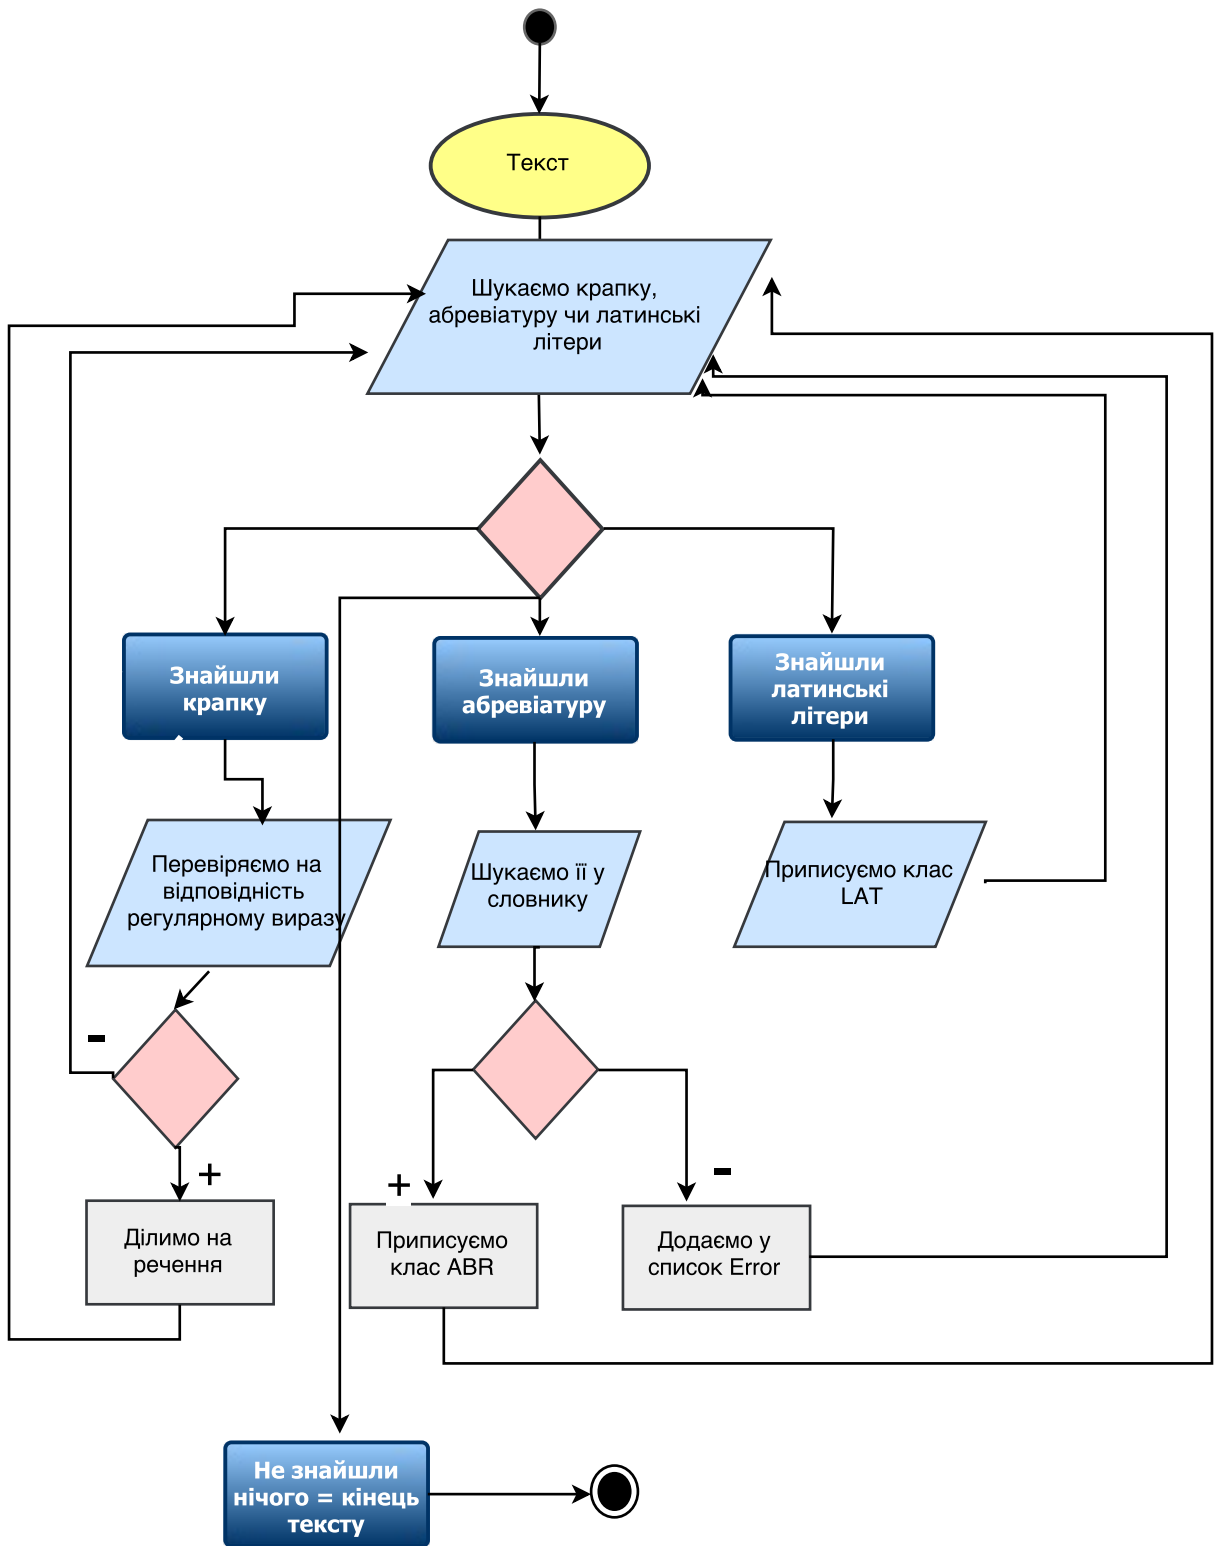 Текст
Шукаємо крапку,
абревіатуру чи латинські
літери
Знайшли
крапку
Знайшли
абревіатуру
Знайшли
латинські
літери
Перевіряємо на
відповідність
регулярному виразу
Шукаємо її у
словнику
Приписуємо клас
LAT
-
+
+
-
Ділимо на
речення
Приписуємо
клас ABR
Додаємо у
список Error
Не знайшли
нічого = кінець
тексту